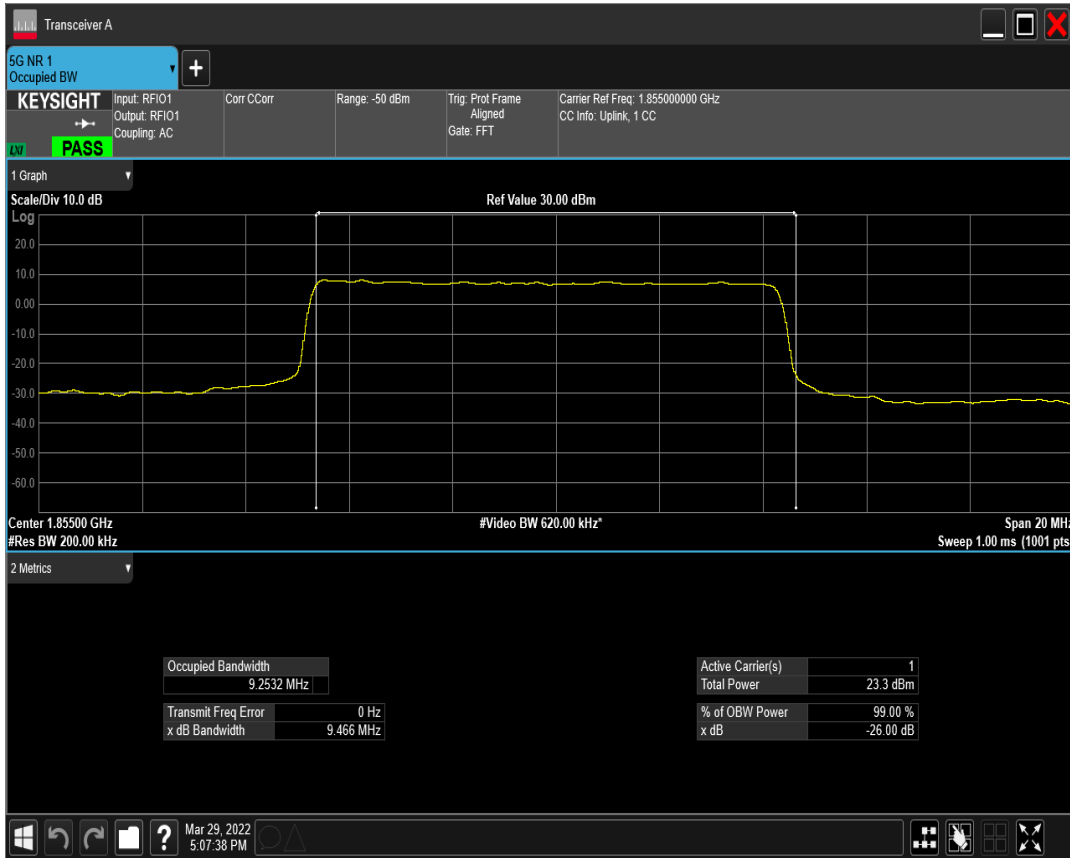 Transceiver A
5G NR 1
Occupied BW
KEYSIGHT
Input: RFIO1
Output: RFIO1
Coupling: AC
Corr CCorr
Range: -50 dBm
Trig: Prot Frame
Aligned
Gate: FFT
Carrier Ref Freq: 1.855000000 GHz
CC Info: Uplink, 1 CC
LXI
PASS
1 Graph
Scale/Div 10.0 dB
Ref Value 30.00 dBm
Log
20.0
10.0
0.00
-10.0
-20.0
-30.0
-40.0
-50.0
-60.0
Center 1.85500 GHz
#Video BW 620.00 kHz*
Span 20 MHz
#Res BW 200.00 kHz
Sweep 1.00 ms (1001 pts
2 Metrics
Occupied Bandwidth
9.2532 MHz
Transmit Freq Error 0 Hz
x dB Bandwidth 9.466 MHz
Active Carrier(s) 1
Total Power 23.3 dBm
% of OBW Power 99.00 %
x dB -26.00 dB
?
Mar 29, 2022
5:07:38 PM